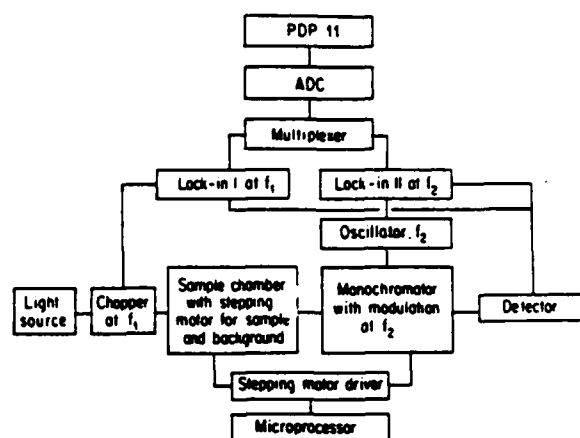 PDP 11
ADC
Multiplexer
Lock-in I at f₁
Lock-in II at f₂
Oscillator. f₂
Light
source
Chopper
at f₁
Sample chamber
with stepping
motor for sample
and background
Monochromator
with modulation
at f₂
Detector
Stepping motor driver
Microprocessor